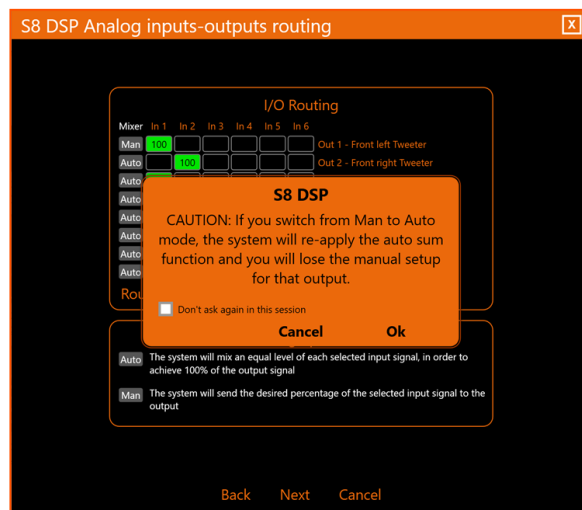 S8 DSP Analog inputs-outputs routing
X
I/O Routing
Mixer In 1 In 2 In 3 In 4 In 5 In 6
Man 100 Out 1 - Front left Tweeter
Auto 100 Out 2 - Front right Tweeter
Auto
Auto
Auto
Auto
Auto
Auto
Rou
S8 DSP
CAUTION: If you switch from Man to Auto
mode, the system will re-apply the auto sum
function and you will lose the manual setup
for that output.
Don't ask again in this session
Cancel Ok
Auto The system will mix an equal level of each selected input signal, in order to
achieve 100% of the output signal
Man The system will send the desired percentage of the selected input signal to the
output
Back Next Cancel